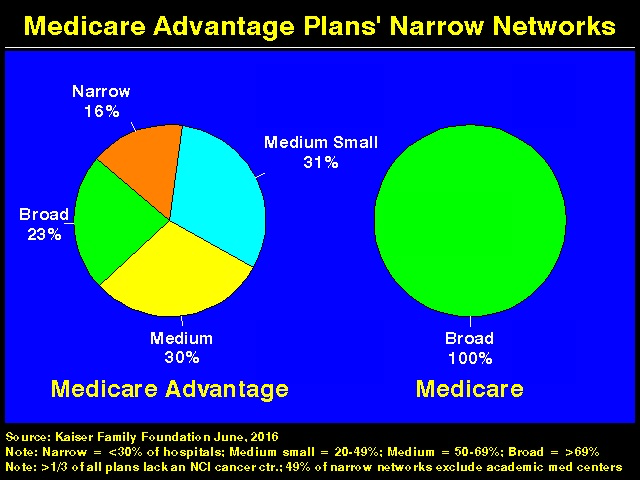 Medicare Advantage Plans' Narrow Networks
Narrow
16%
Medium Small
31%
Broad
23%
Medium
30%
Broad
100%
Medicare Advantage
Medicare
Source: Kaiser Family Foundation June, 2016
Note: Narrow = <30% of hospitals; Medium small = 20-49%; Medium = 50-69%; Broad = >69%
Note: >1/3 of all plans lack an NCI cancer ctr.; 49% of narrow networks exclude academic med centers